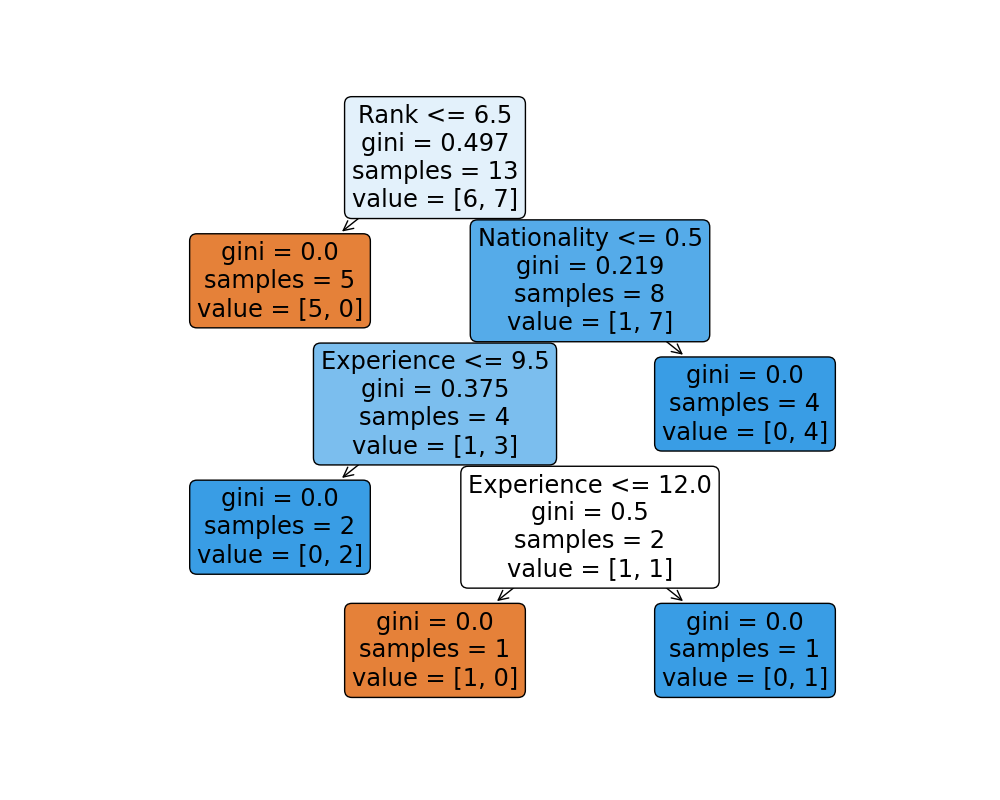 Rank <= 6.5
gini = 0.497
samples = 13
value = [6, 7]
gini = 0.0
samples = 5
value = [5, 0]
Nationality <= 0.5
gini = 0.219
samples = 8
value = [1, 7]
Experience <= 9.5
gini = 0.375
samples = 4
value = [1, 3]
gini = 0.0
samples = 4
value = [0, 4]
gini = 0.0
samples = 2
value = [0, 2]
Experience <= 12.0
gini = 0.5
samples = 2
value = [1, 1]
gini = 0.0
samples = 1
value = [1, 0]
gini = 0.0
samples = 1
value = [0, 1]